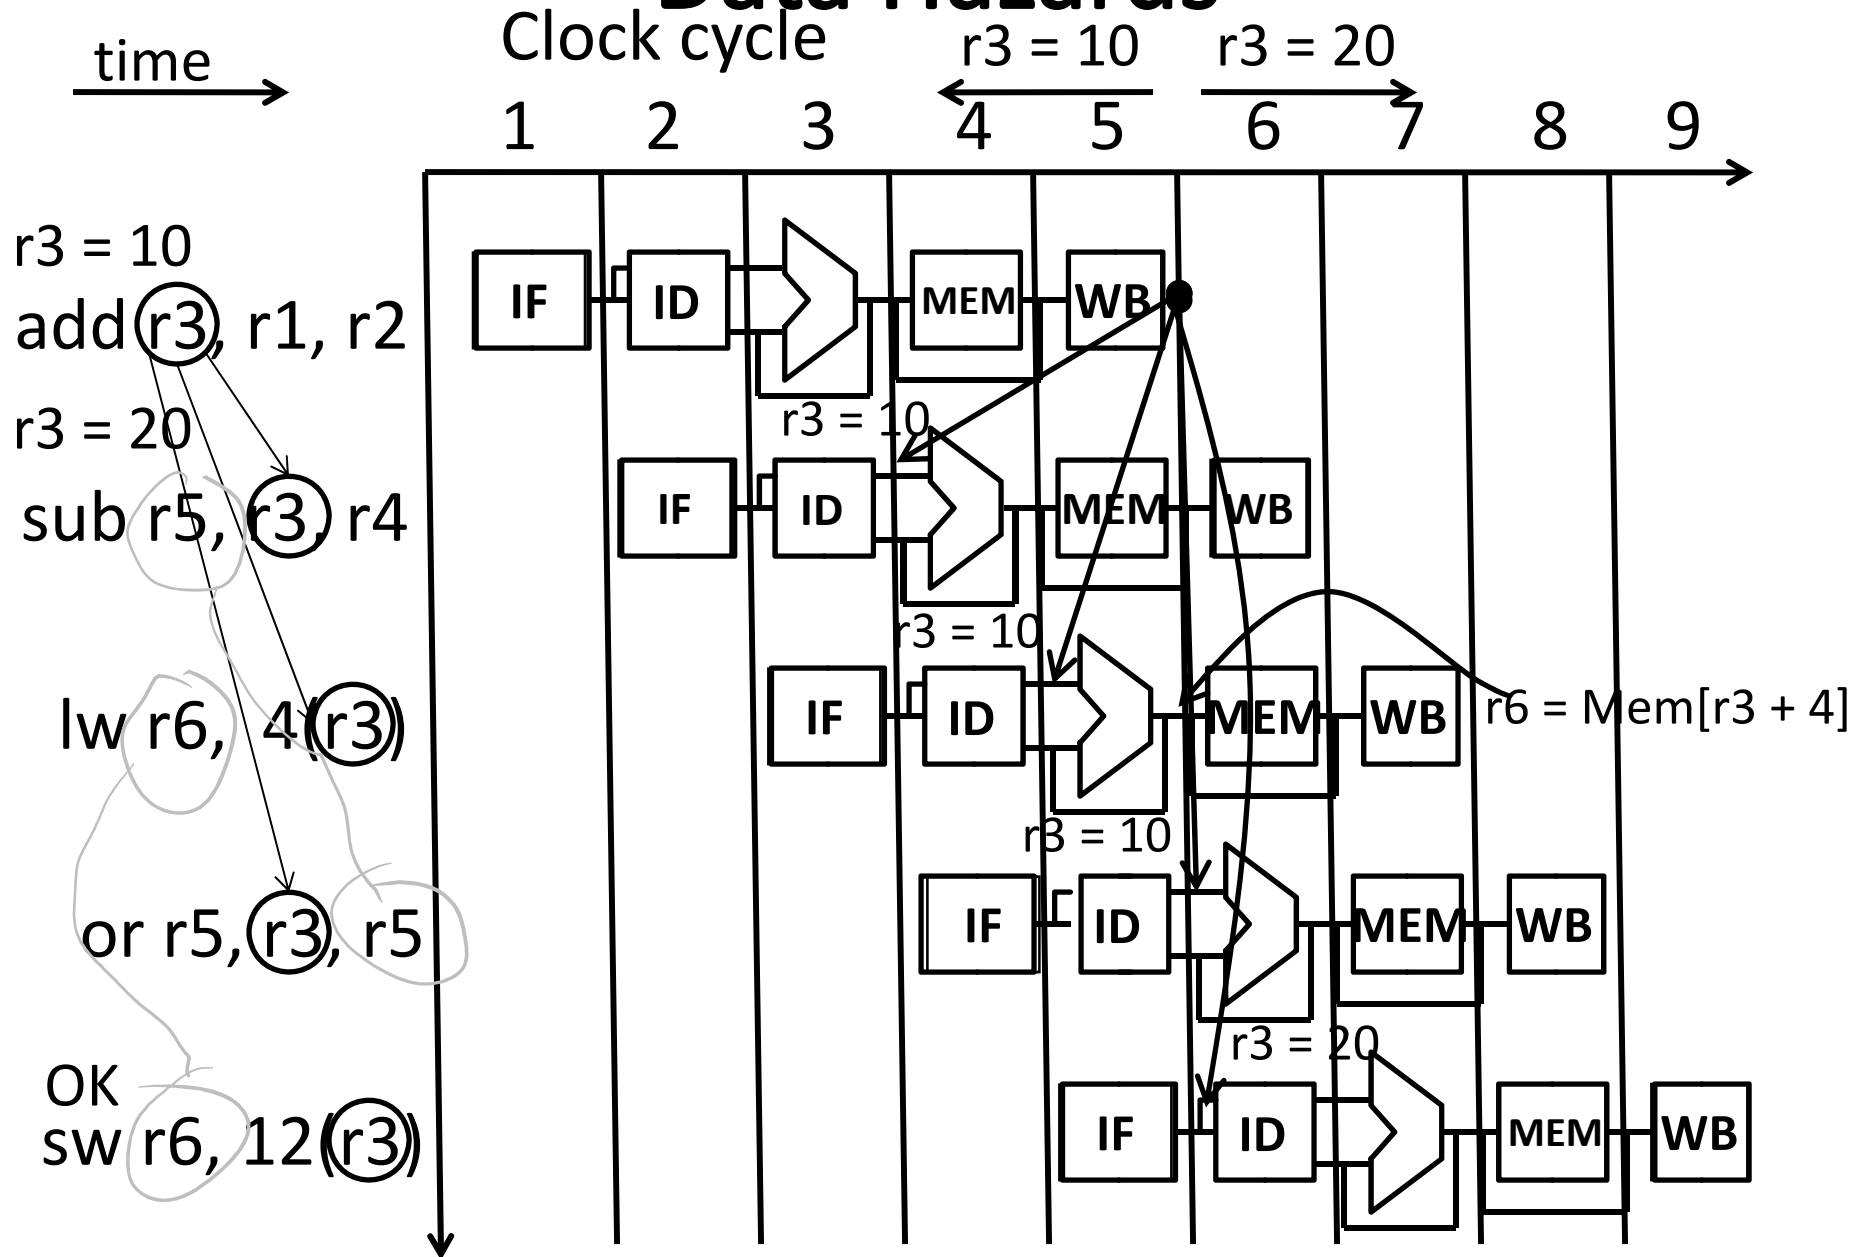 Data Hazards
Clock cycle
time
r3 = 10
r3 = 20
1 2 3 4 5 6 7 8 9
r3 = 10
add r3, r1, r2
IF ID MEM WB
r3 = 20
r3 = 10
sub r5, r3, r4
IF ID MEM WB
r3 = 10
lw r6, 4(r3)
IF ID MEM WB
r6 = Mem[r3 + 4]
r3 = 10
or r5, r3, r5
IF ID MEM WB
r3 = 20
OK
sw r6, 12(r3)
IF ID MEM WB